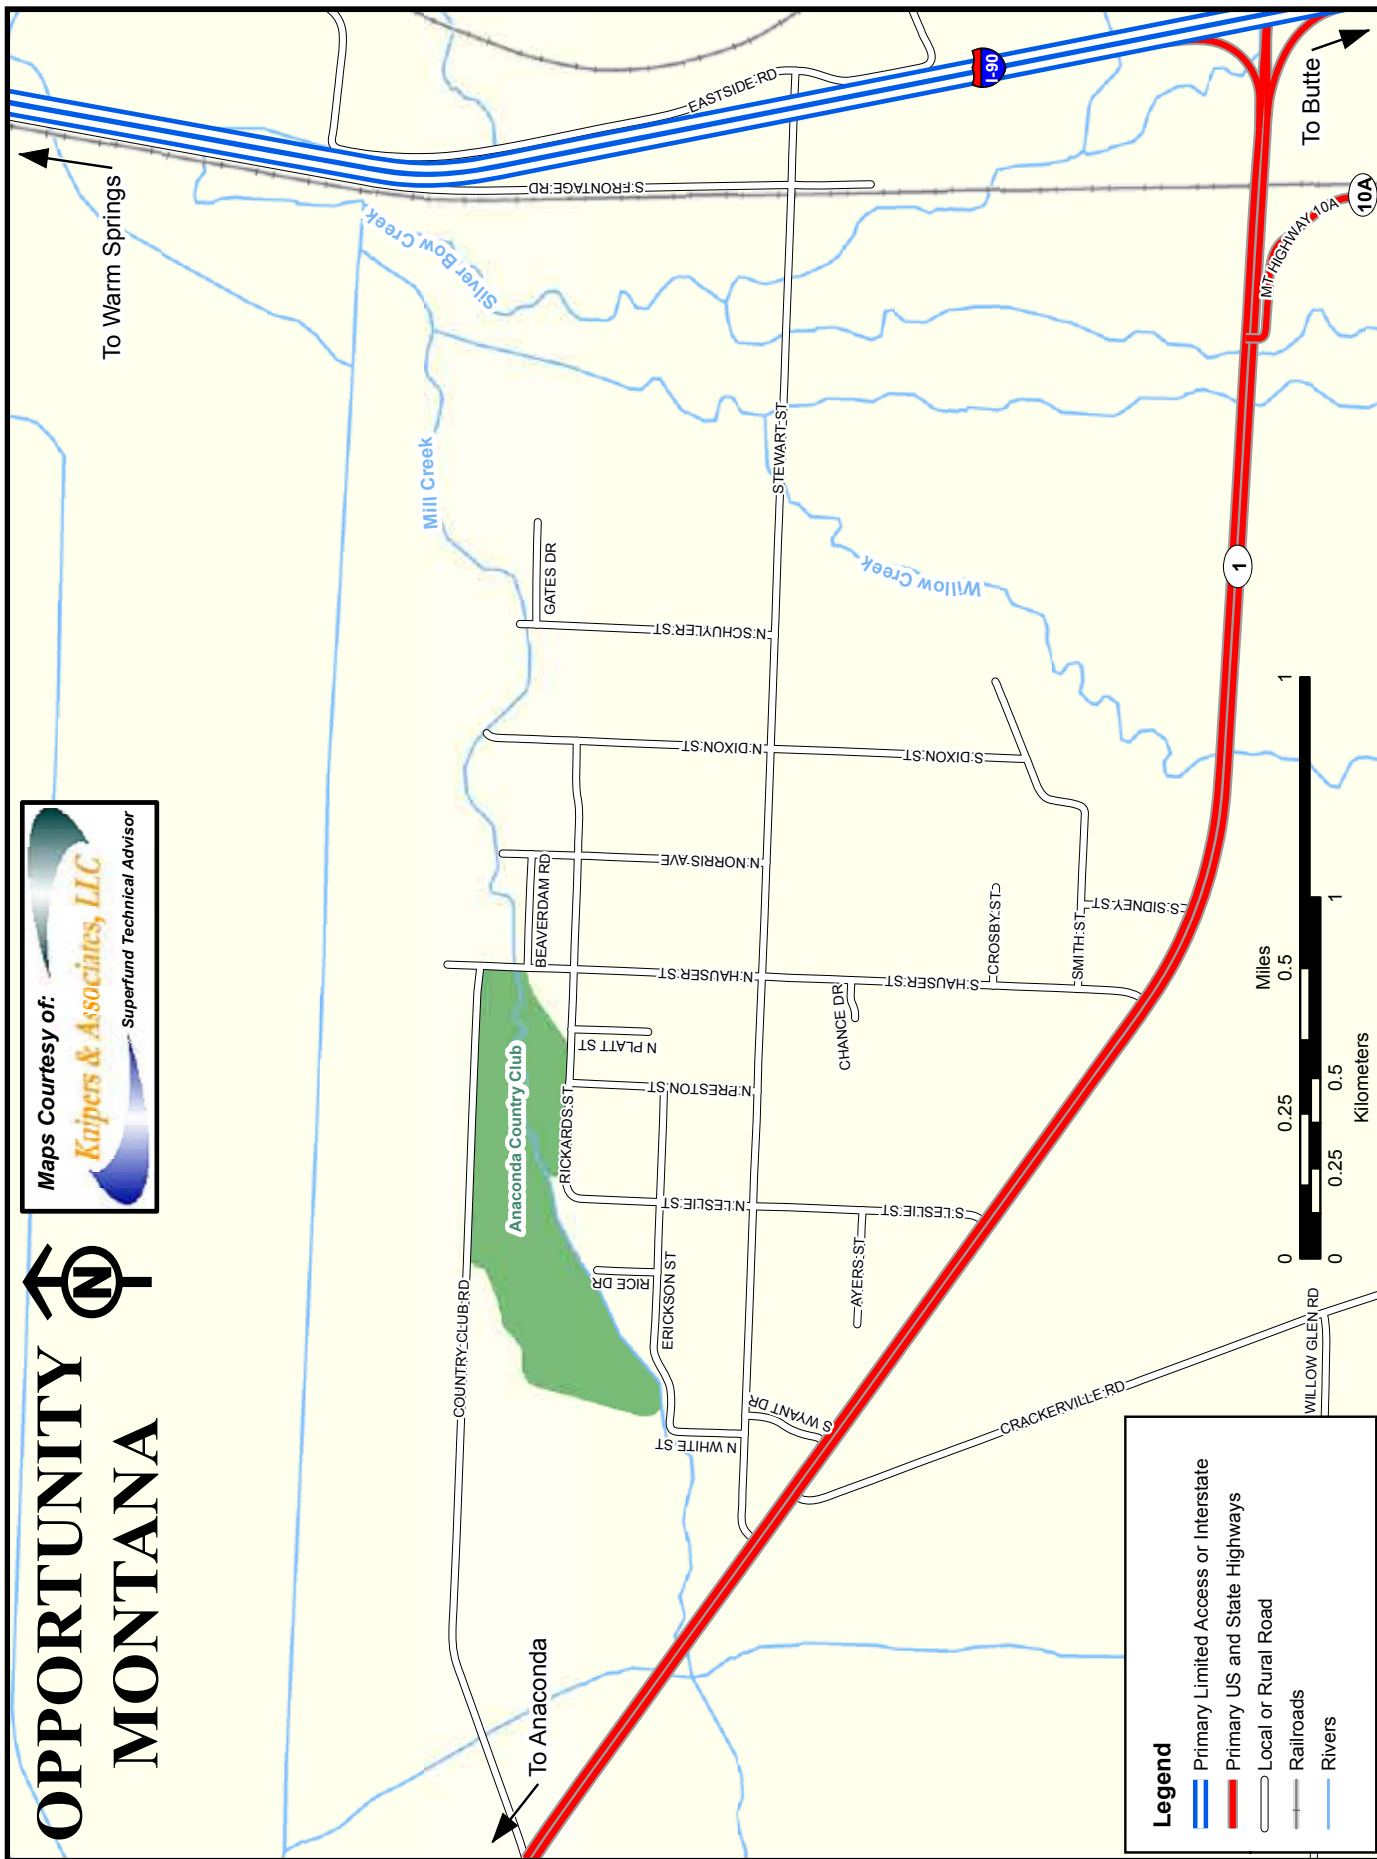 OPPORTUNITY
MONTANA
N
Maps Courtesy of:
Kuipers & Associates, LLC
Superfund Technical Advisor
To Warm Springs
To Anaconda
To Butte
I-90
EASTSIDE RD
S FRONTAGE RD
Silver Bow Creek
Mill Creek
Willow Creek
STEWART ST
GATES DR
N SCHUYLER ST
N DIXON ST
S DIXON ST
N NORRIS AVE
BEAVERDAM RD
N HAUSER ST
S HAUSER ST
CROSBY ST
SMITH ST
S SIDNEY ST
CHANCE DR
N PLATT ST
N PRESTON ST
RICKARDS ST
Anaconda Country Club
COUNTRY CLUB RD
N LESLIE ST
S LESLIE ST
AYERS ST
RICE DR
ERICKSON ST
N WHITE ST
S WYANT DR
CRACKERVILLE RD
WILLOW GLEN RD
MT HIGHWAY 10A
10A
1
Legend
Primary Limited Access or Interstate
Primary US and State Highways
Local or Rural Road
Railroads
Rivers
Miles
0 0.25 0.5 1
0 0.25 0.5 1
Kilometers